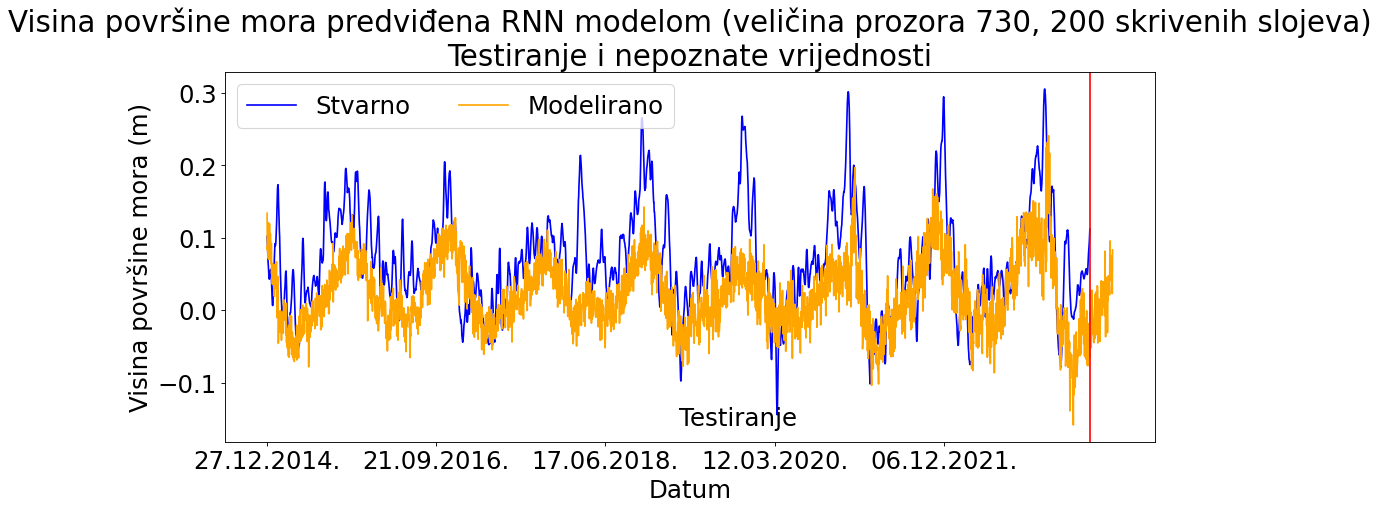 Visina površine mora predviđena RNN modelom (veličina prozora 730, 200 skrivenih slojeva)
Testiranje i nepoznate vrijednosti
Stvarno Modelirano
Visina površine mora (m)
0.3
0.2
0.1
0.0
−0.1
Testiranje
27.12.2014. 21.09.2016. 17.06.2018. 12.03.2020. 06.12.2021.
Datum